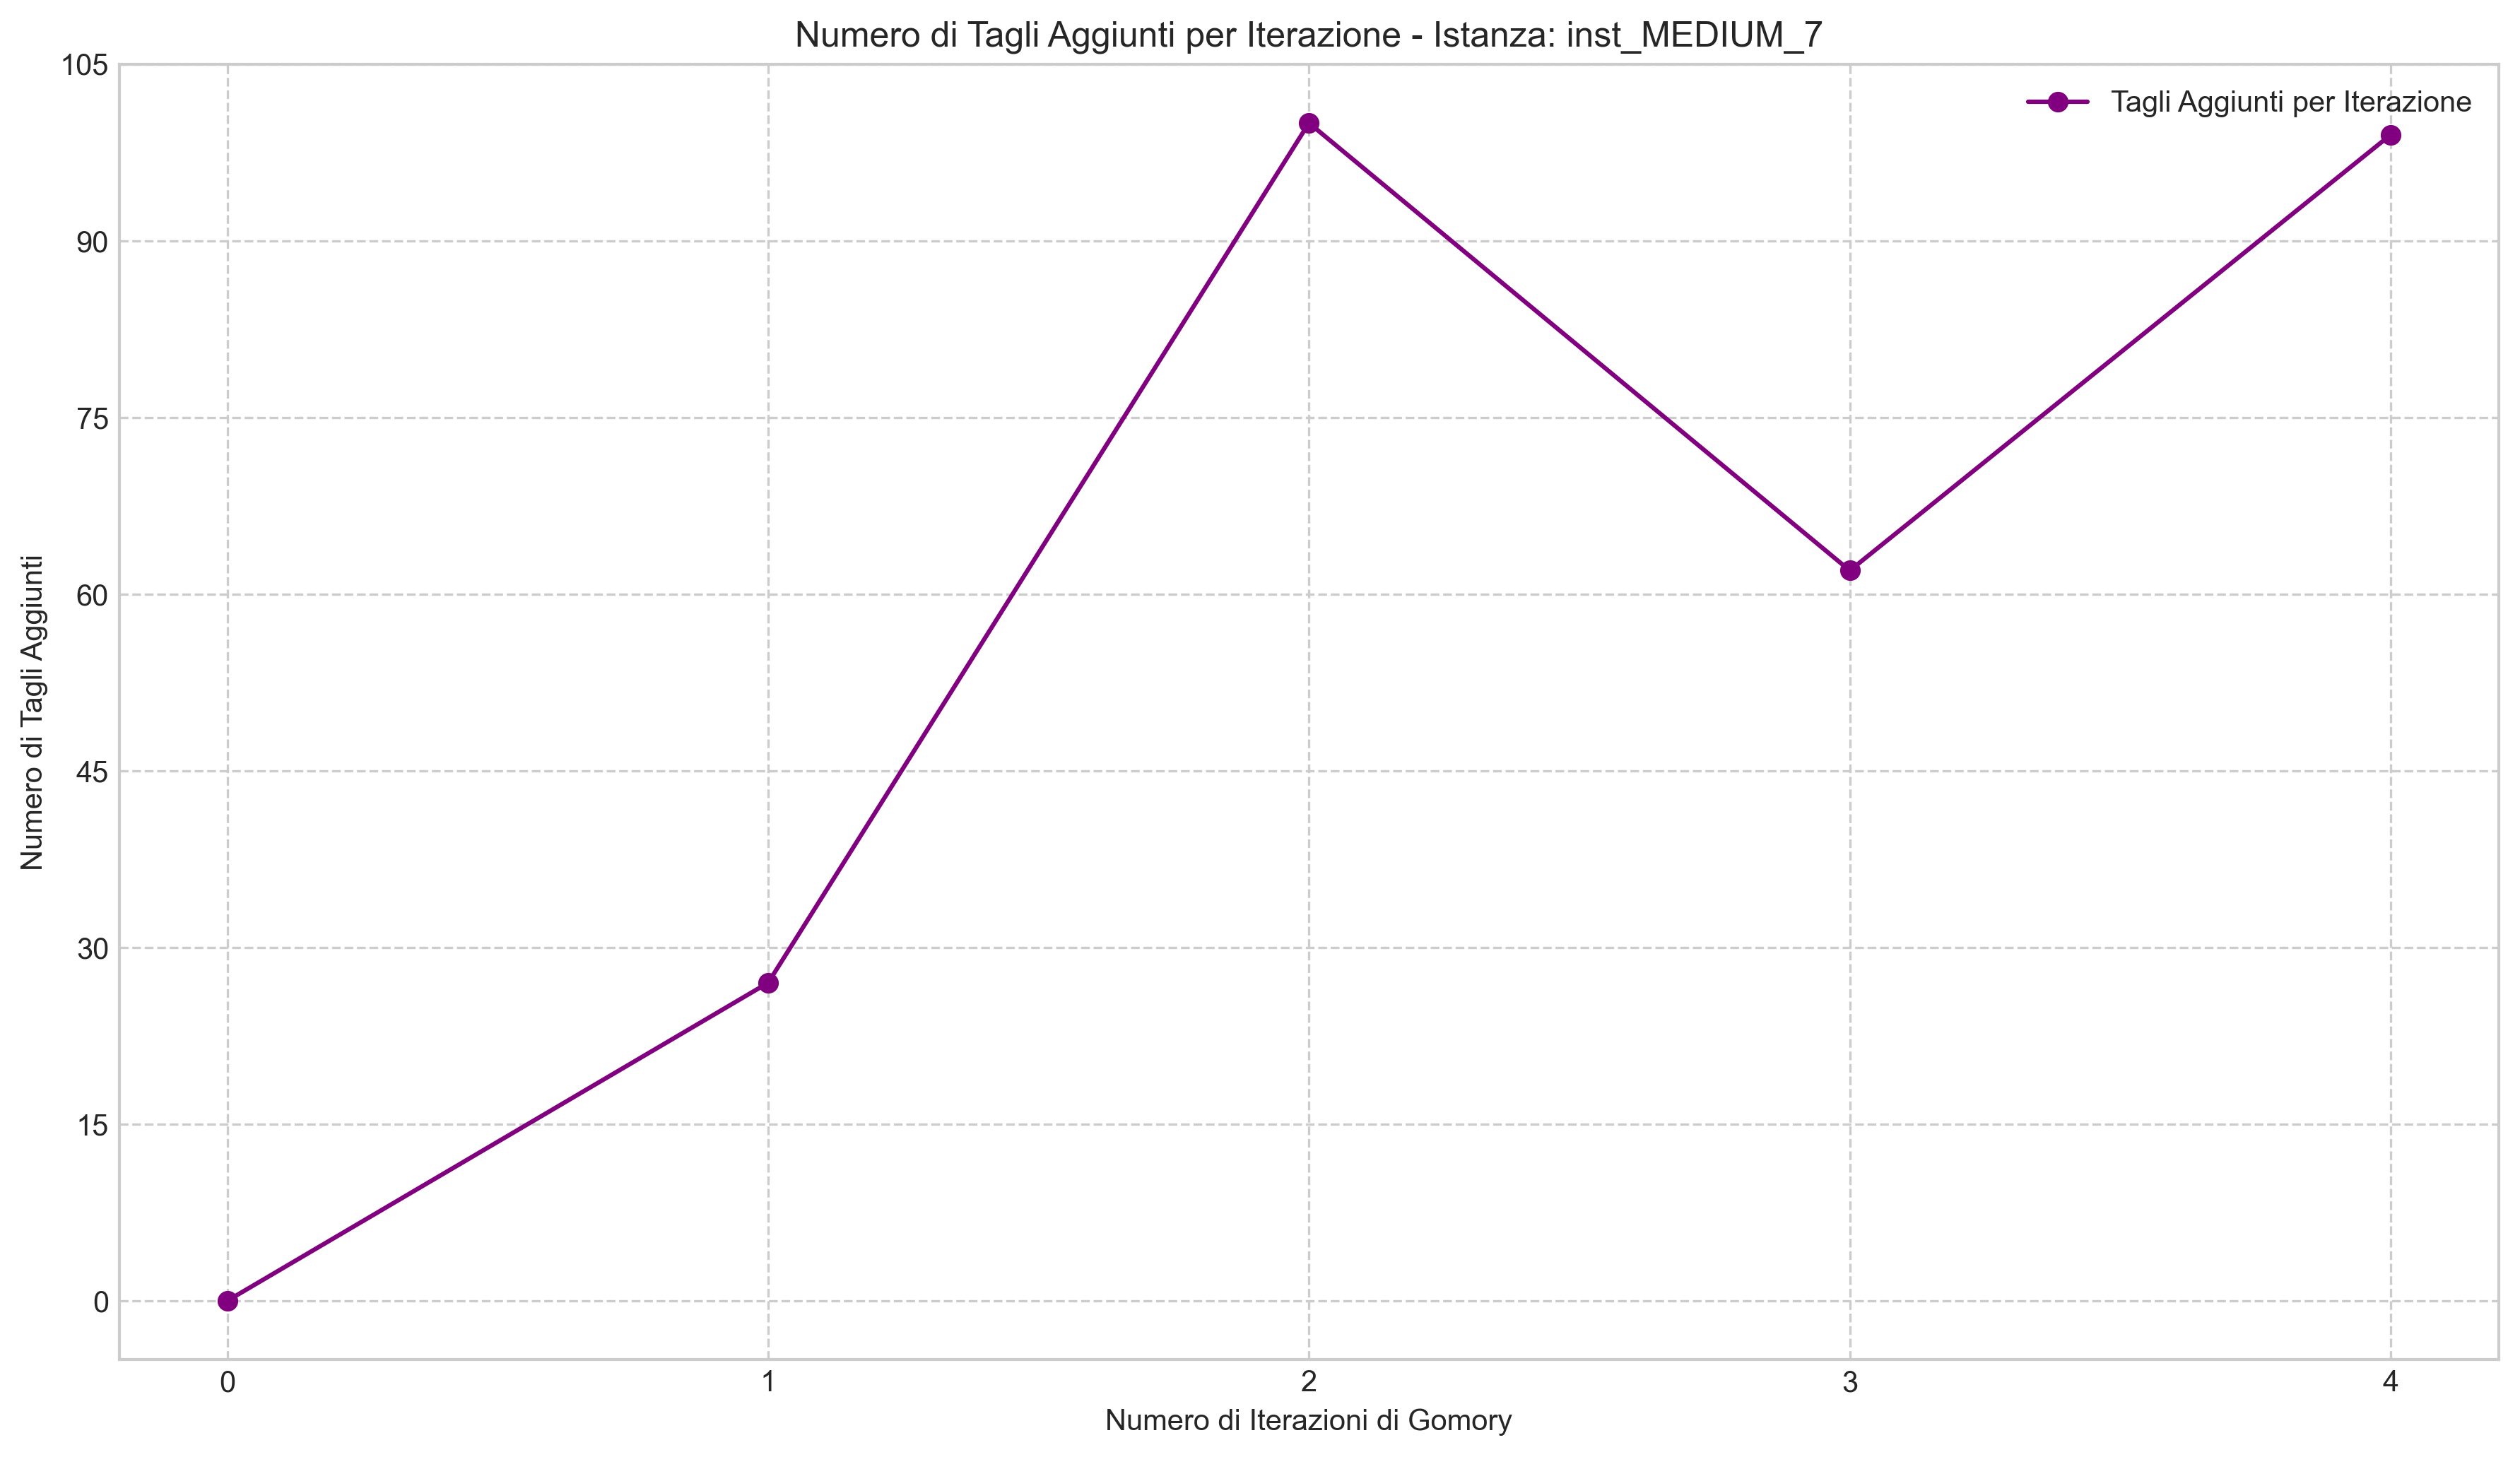 Numero di Tagli Aggiunti per Iterazione - Istanza: inst_MEDIUM_7
Tagli Aggiunti per Iterazione
Numero di Tagli Aggiunti
105
90
75
60
45
30
15
0
0 1 2 3 4
Numero di Iterazioni di Gomory